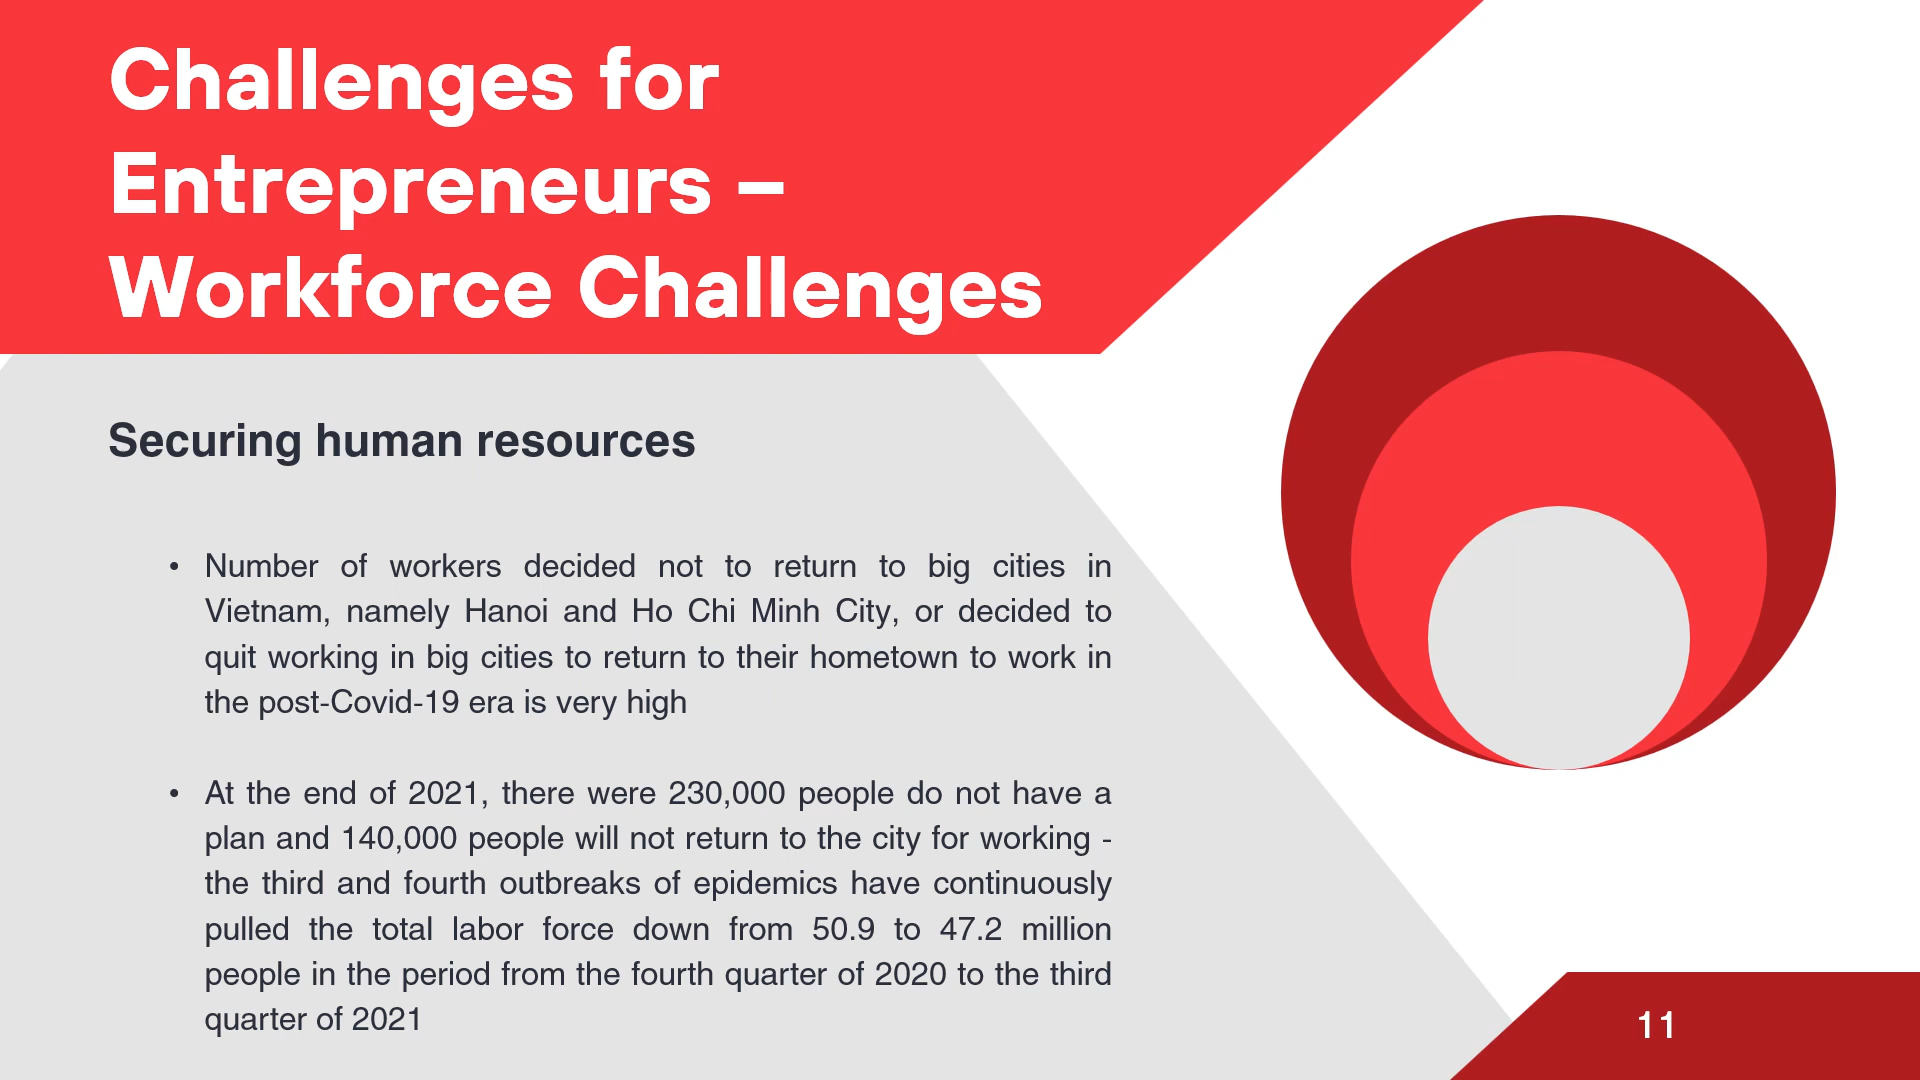 Challenges for
Entrepreneurs –
Workforce Challenges
Securing human resources
• Number of workers decided not to return to big cities in
Vietnam, namely Hanoi and Ho Chi Minh City, or decided to
quit working in big cities to return to their hometown to work in
the post-Covid-19 era is very high
• At the end of 2021, there were 230,000 people do not have a
plan and 140,000 people will not return to the city for working -
the third and fourth outbreaks of epidemics have continuously
pulled the total labor force down from 50.9 to 47.2 million
people in the period from the fourth quarter of 2020 to the third
quarter of 2021
11